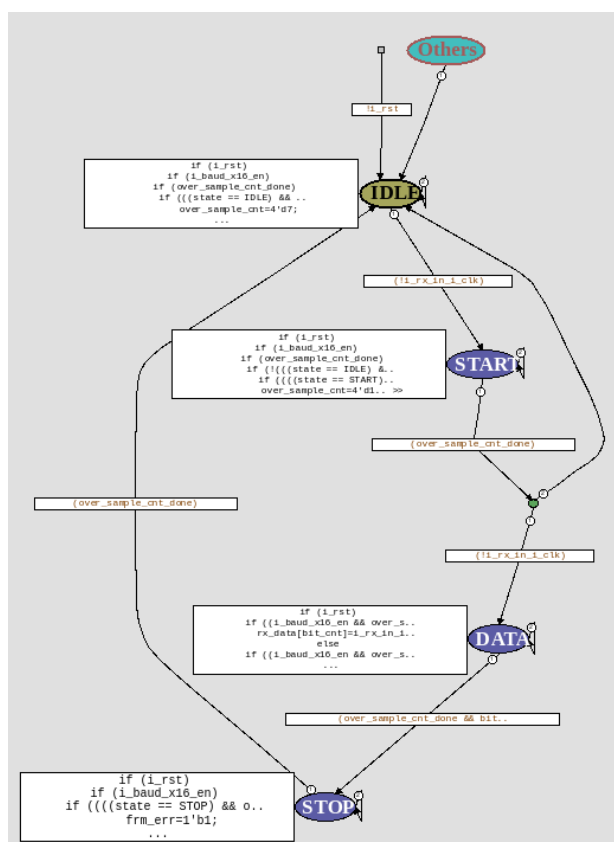 Others
!i_rst
if (i_rst)
if (i_baud_x16_en)
if (over_sample_cnt_done)
if (((state == IDLE) && ..
over_sample_cnt=4'd7;
...
IDLE
(!i_rx_in_i_clk)
if (i_rst)
if (i_baud_x16_en)
if (over_sample_cnt_done)
if (!(((state == IDLE) &..
if ((((state == START)..
over_sample_cnt=4'd1.. >>
START
(over_sample_cnt_done)
(over_sample_cnt_done)
(!i_rx_in_i_clk)
if (i_rst)
if ((i_baud_x16_en && over_s..
rx_data[bit_cnt]=i_rx_in_i..
else
if ((i_baud_x16_en && over_s..
...
DATA
(over_sample_cnt_done && bit..
if (i_rst)
if (i_baud_x16_en)
if ((((state == STOP) && o..
frm_err=1'b1;
...
STOP